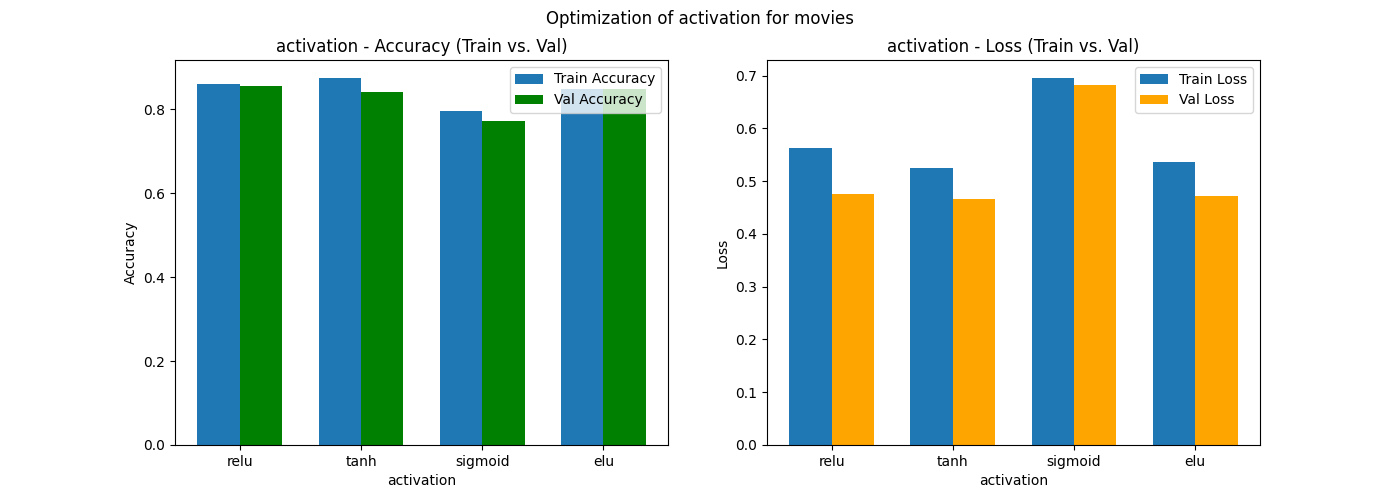 Optimization of activation for movies
activation - Accuracy (Train vs. Val)
Train Accuracy
Val Accuracy
0.8
0.6
0.4
0.2
0.0
Accuracy
relu tanh sigmoid elu
activation
activation - Loss (Train vs. Val)
Train Loss
Val Loss
0.7
0.6
0.5
0.4
0.3
0.2
0.1
0.0
Loss
relu tanh sigmoid elu
activation